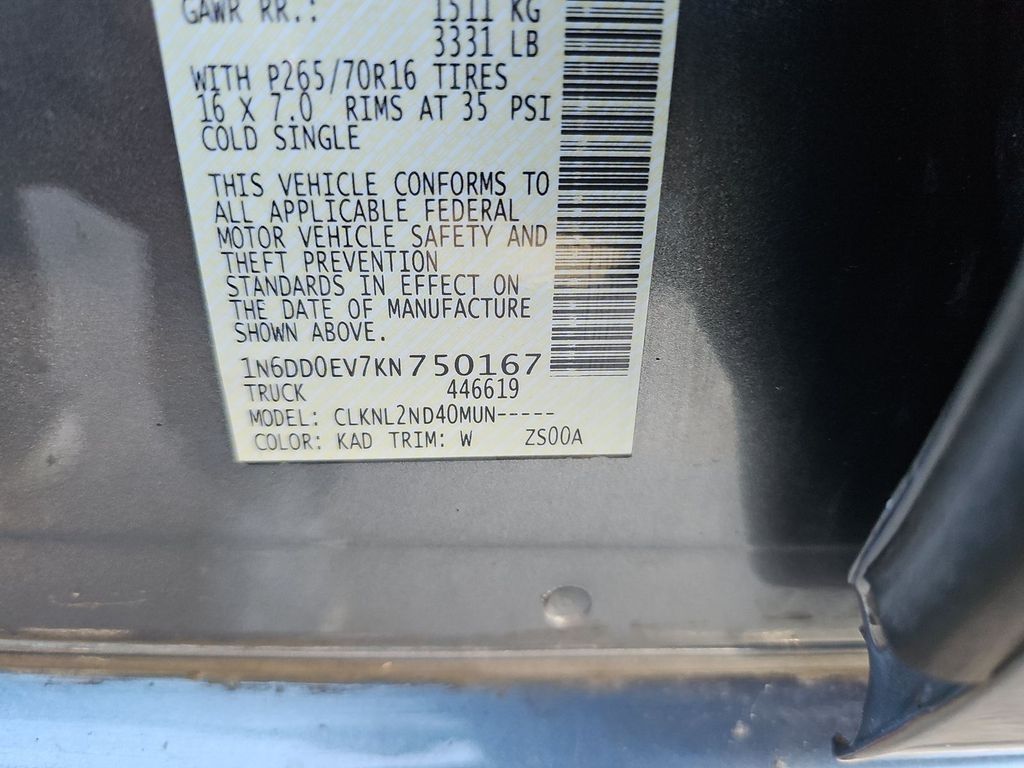 GAWR RR.: 1511 KG
3331 LB
WITH P265/70R16 TIRES
16 X 7.0 RIMS AT 35 PSI
COLD SINGLE
THIS VEHICLE CONFORMS TO
ALL APPLICABLE FEDERAL
MOTOR VEHICLE SAFETY AND
THEFT PREVENTION
STANDARDS IN EFFECT ON
THE DATE OF MANUFACTURE
SHOWN ABOVE.
1N6DD0EV7KN750167
TRUCK 446619
MODEL: CLKNL2ND40MUN-----
COLOR: KAD TRIM: W ZS00A